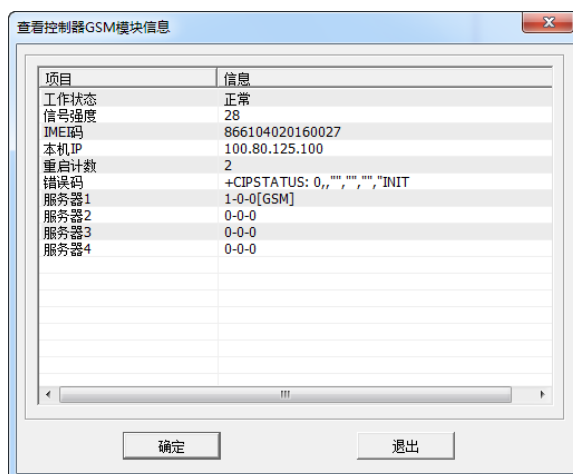 查看控制器GSM模块信息
项目 信息
工作状态 正常
信号强度 28
IMEI码 866104020160027
本机IP 100.80.125.100
重启计数 2
错误码 +CIPSTATUS: 0,,"","","","INIT
服务器1 1-0-0[GSM]
服务器2 0-0-0
服务器3 0-0-0
服务器4 0-0-0
确定 退出